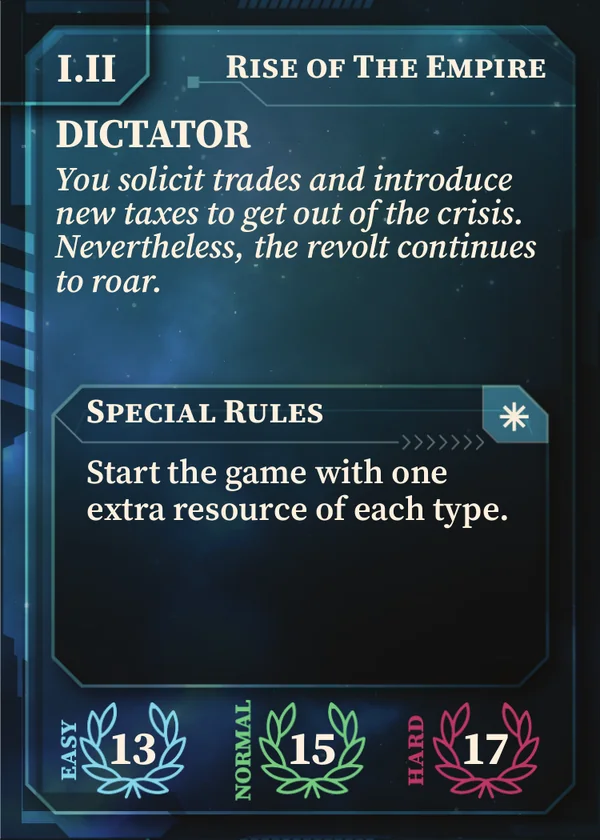 I.II
Rise of The Empire
DICTATOR
You solicit trades and introduce
new taxes to get out of the crisis.
Nevertheless, the revolt continues
to roar.
Special Rules
Start the game with one
extra resource of each type.
EASY 13
NORMAL 15
HARD 17